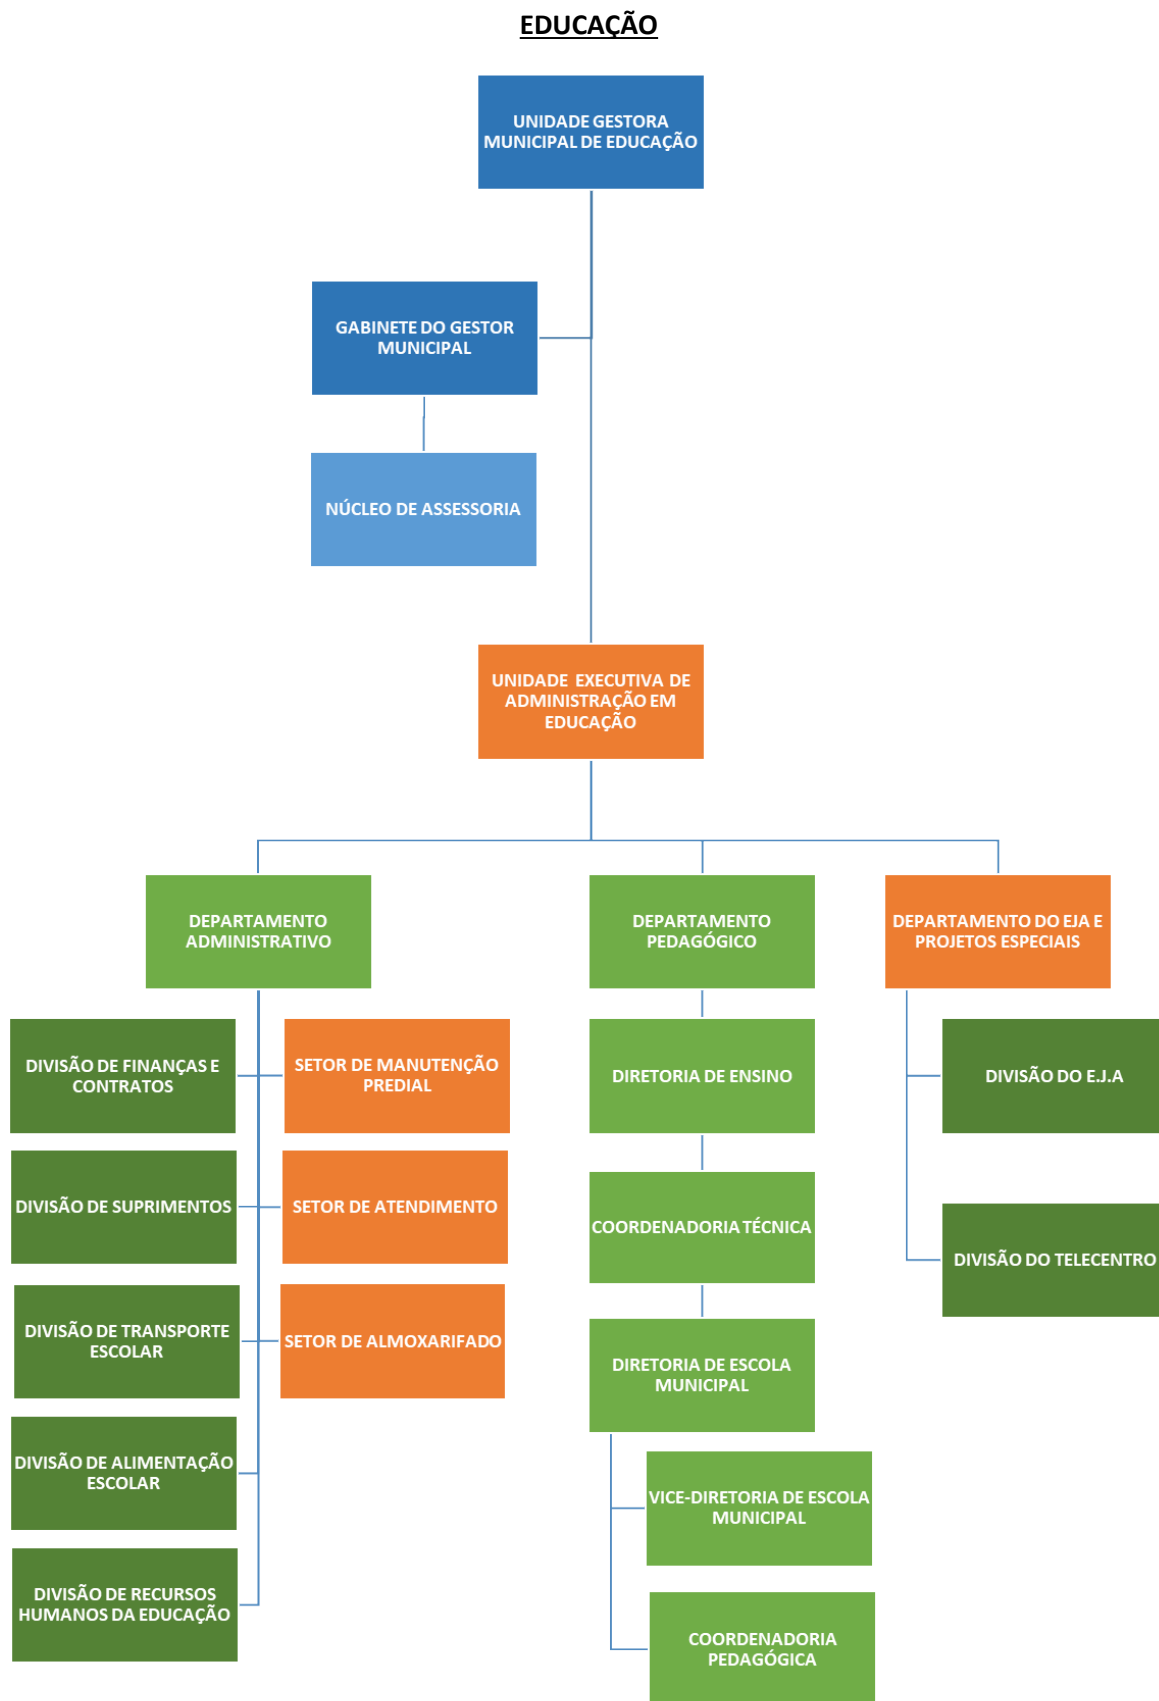 EDUCAÇÃO
UNIDADE GESTORA
MUNICIPAL DE EDUCAÇÃO
GABINETE DO GESTOR
MUNICIPAL
NÚCLEO DE ASSESSORIA
UNIDADE EXECUTIVA DE
ADMINISTRAÇÃO EM
EDUCAÇÃO
DEPARTAMENTO
ADMINISTRATIVO
DEPARTAMENTO
PEDAGÓGICO
DEPARTAMENTO DO EJA E
PROJETOS ESPECIAIS
DIVISÃO DE FINANÇAS E
CONTRATOS
SETOR DE MANUTENÇÃO
PREDIAL
DIRETORIA DE ENSINO
DIVISÃO DO E.J.A
DIVISÃO DE SUPRIMENTOS
SETOR DE ATENDIMENTO
COORDENADORIA TÉCNICA
DIVISÃO DO TELECENTRO
DIVISÃO DE TRANSPORTE
ESCOLAR
SETOR DE ALMOXARIFADO
DIRETORIA DE ESCOLA
MUNICIPAL
DIVISÃO DE ALIMENTAÇÃO
ESCOLAR
VICE-DIRETORIA DE ESCOLA
MUNICIPAL
DIVISÃO DE RECURSOS
HUMANOS DA EDUCAÇÃO
COORDENADORIA
PEDAGÓGICA